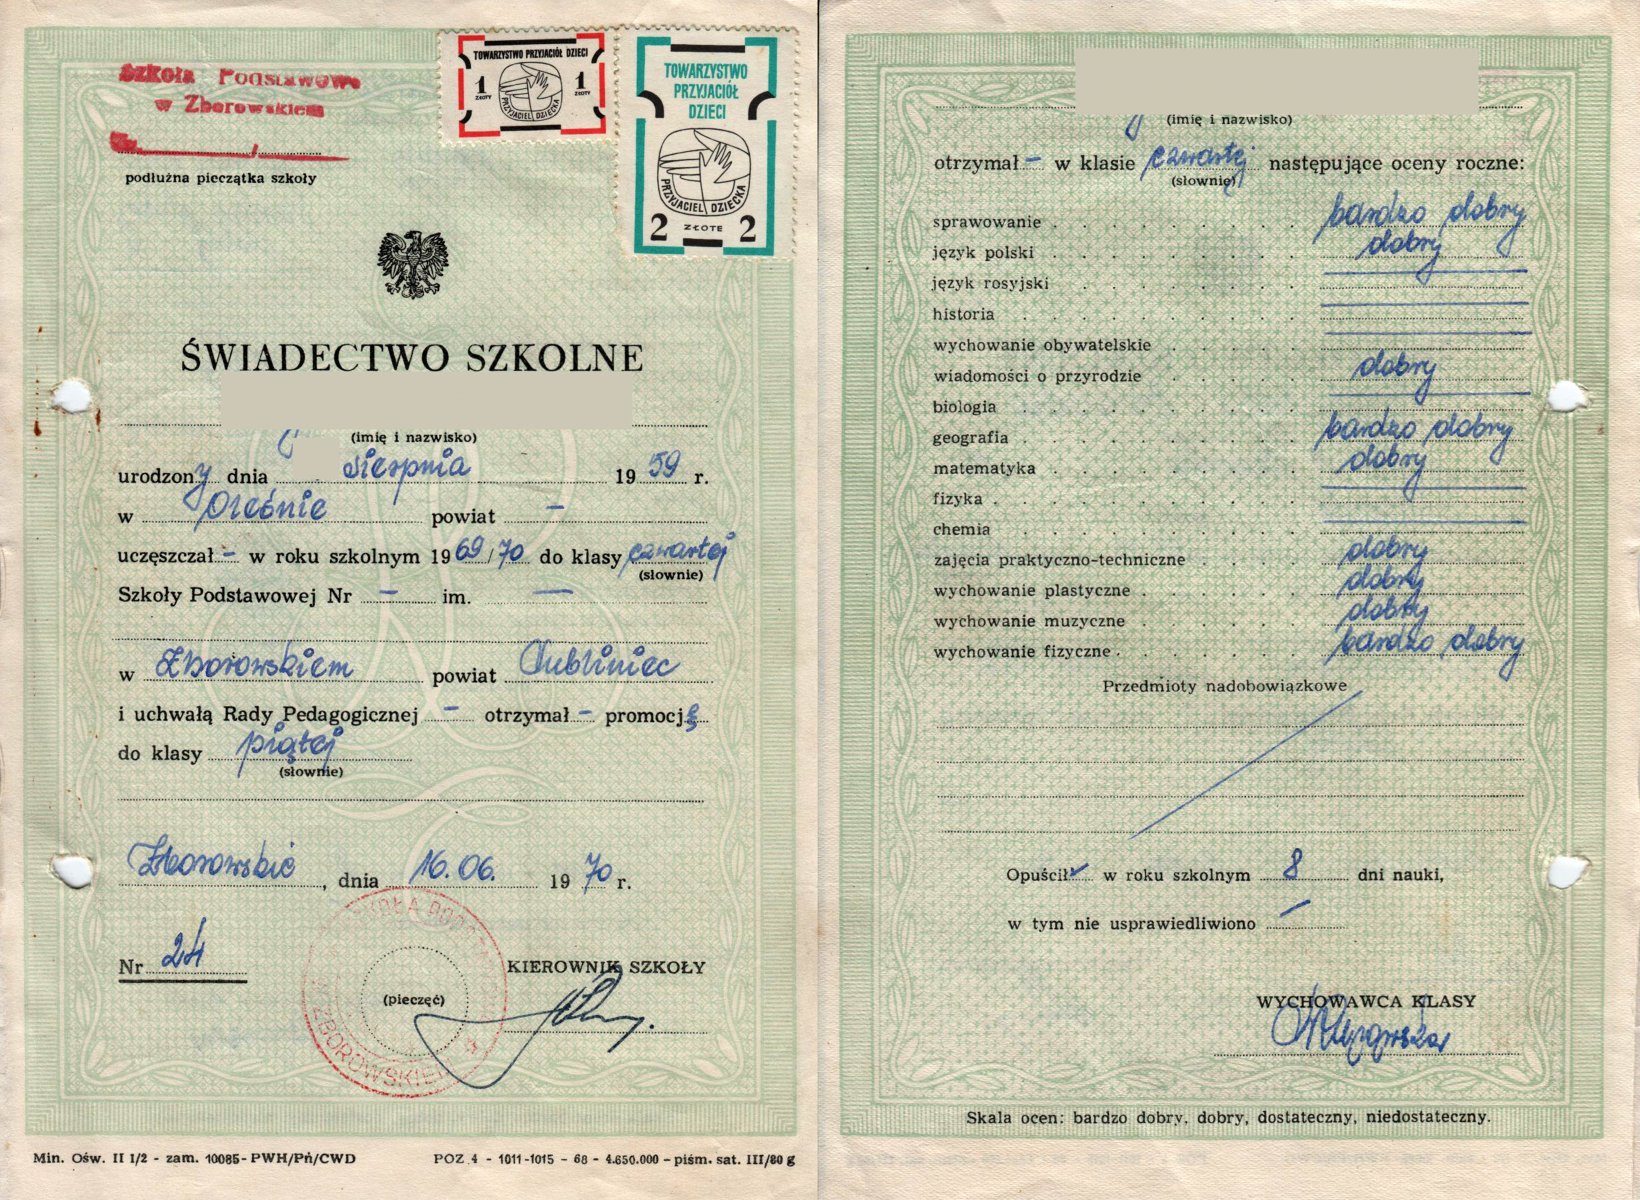 Szkoła Podstawowa
w Zborowskiem
podłużna pieczątka szkoły
TOWARZYSTWO PRZYJACIÓŁ DZIECI
1 ZŁOTY 1 ZŁOTY
PRZYJACIEL DZIECKA
TOWARZYSTWO
PRZYJACIÓŁ
DZIECI
PRZYJACIEL DZIECKA
2 ZŁOTE 2
ŚWIADECTWO SZKOLNE
(imię i nazwisko)
urodzony dnia sierpnia 1959 r.
w Oleśnie powiat –
uczęszczał – w roku szkolnym 1969/70 do klasy czwartej
(słownie)
Szkoły Podstawowej Nr – im. –
w Zborowskiem powiat Lubliniec
i uchwałą Rady Pedagogicznej – otrzymał – promocję
do klasy piątej
(słownie)
Zborowskie, dnia 16.06. 1970 r.
Nr 24
KIEROWNIK SZKOŁY
(pieczęć)
SZKOŁA PODSTAWOWA W ZBOROWSKIEM
Min. Ośw. II 1/2 - zam. 10085 - PWH/Pń/CWD POZ 4 - 1011-1015 - 68 - 4.650.000 - piśm. sat. III/80 g
(imię i nazwisko)
otrzymał – w klasie czwartej następujące oceny roczne:
(słownie)
sprawowanie bardzo dobry
język polski dobry
język rosyjski –
historia –
wychowanie obywatelskie –
wiadomości o przyrodzie dobry
biologia –
geografia bardzo dobry
matematyka dobry
fizyka –
chemia –
zajęcia praktyczno-techniczne dobry
wychowanie plastyczne dobry
wychowanie muzyczne dobry
wychowanie fizyczne bardzo dobry
Przedmioty nadobowiązkowe
Opuścił w roku szkolnym 8 dni nauki,
w tym nie usprawiedliwiono –
WYCHOWAWCA KLASY
Skala ocen: bardzo dobry, dobry, dostateczny, niedostateczny.